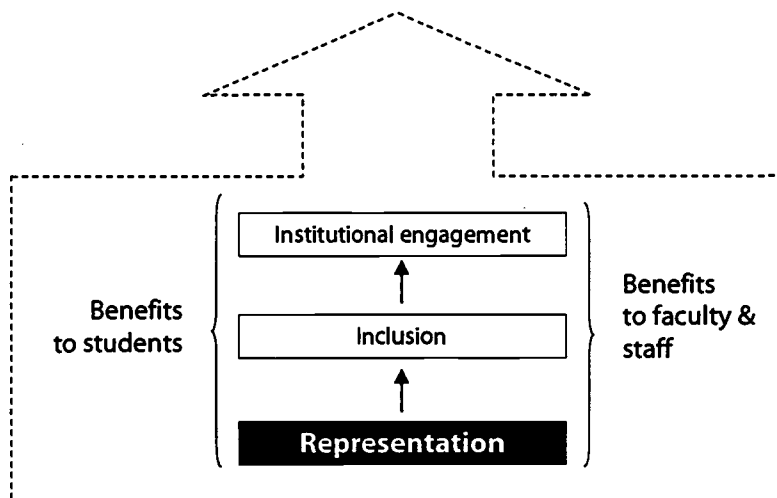 Institutional engagement
Benefits
to students
Inclusion
Benefits
to faculty &
staff
Representation